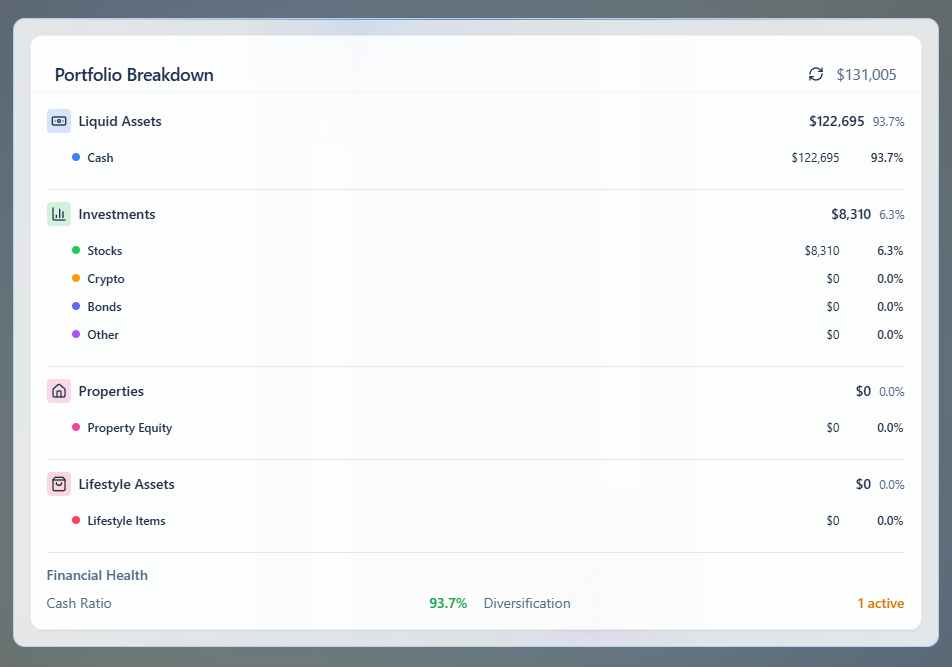 Portfolio Breakdown $131,005
Liquid Assets $122,695 93.7%
Cash $122,695 93.7%
Investments $8,310 6.3%
Stocks $8,310 6.3%
Crypto $0 0.0%
Bonds $0 0.0%
Other $0 0.0%
Properties $0 0.0%
Property Equity $0 0.0%
Lifestyle Assets $0 0.0%
Lifestyle Items $0 0.0%
Financial Health
Cash Ratio 93.7% Diversification 1 active